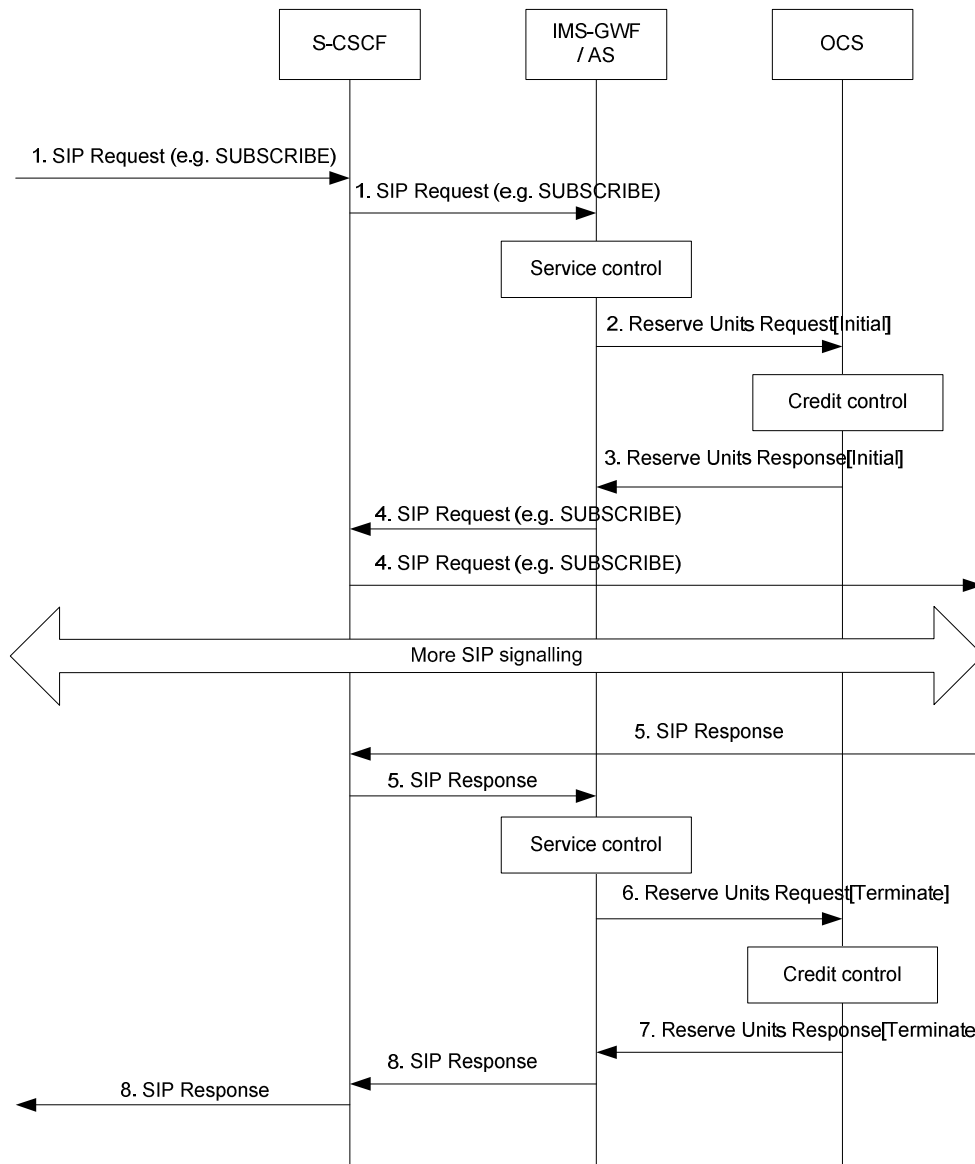 S-CSCF
IMS-GWF
/ AS
OCS
1. SIP Request (e.g. SUBSCRIBE)
1. SIP Request (e.g. SUBSCRIBE)
Service control
2. Reserve Units Request[Initial]
Credit control
3. Reserve Units Response[Initial]
4. SIP Request (e.g. SUBSCRIBE)
4. SIP Request (e.g. SUBSCRIBE)
More SIP signalling
5. SIP Response
5. SIP Response
Service control
6. Reserve Units Request[Terminate]
Credit control
7. Reserve Units Response[Terminate
8. SIP Response
8. SIP Response